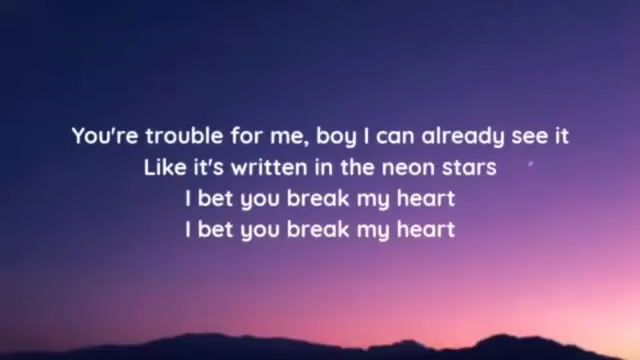 You're trouble for me, boy I can already see it
Like it's written in the neon stars
I bet you break my heart
I bet you break my heart